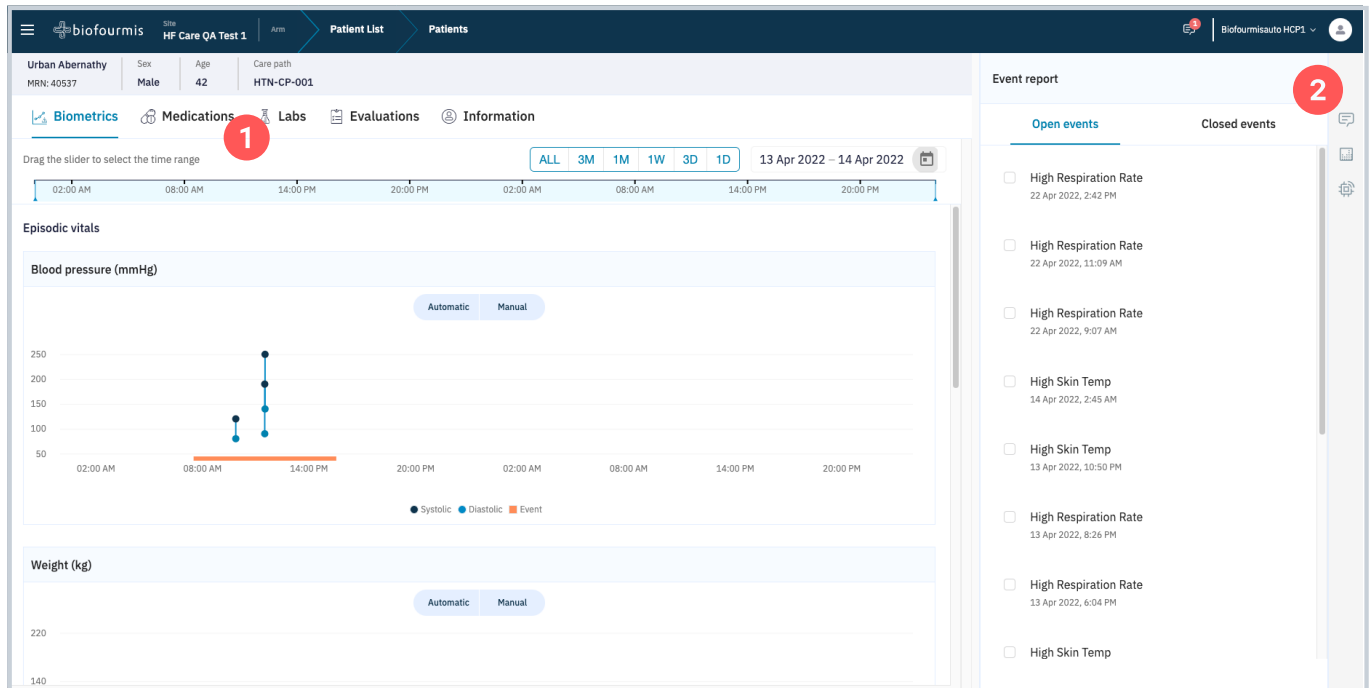 biofourmis
Site
HF Care QA Test 1
Arm
Patient List
Patients
1
Biofourmisauto HCP1
Urban Abernathy
MRN: 40537
Sex
Male
Age
42
Care path
HTN-CP-001
Biometrics
Medications
Labs
Evaluations
Information
1
Drag the slider to select the time range
ALL 3M 1M 1W 3D 1D
13 Apr 2022 – 14 Apr 2022
02:00 AM 08:00 AM 14:00 PM 20:00 PM 02:00 AM 08:00 AM 14:00 PM 20:00 PM
Episodic vitals
Blood pressure (mmHg)
Automatic Manual
250
200
150
100
50
02:00 AM 08:00 AM 14:00 PM 20:00 PM 02:00 AM 08:00 AM 14:00 PM 20:00 PM
Systolic Diastolic Event
Weight (kg)
Automatic Manual
220
140
Event report
2
Open events
Closed events
High Respiration Rate
22 Apr 2022, 2:42 PM
High Respiration Rate
22 Apr 2022, 11:09 AM
High Respiration Rate
22 Apr 2022, 9:07 AM
High Skin Temp
14 Apr 2022, 2:45 AM
High Skin Temp
13 Apr 2022, 10:50 PM
High Respiration Rate
13 Apr 2022, 8:26 PM
High Respiration Rate
13 Apr 2022, 6:04 PM
High Skin Temp